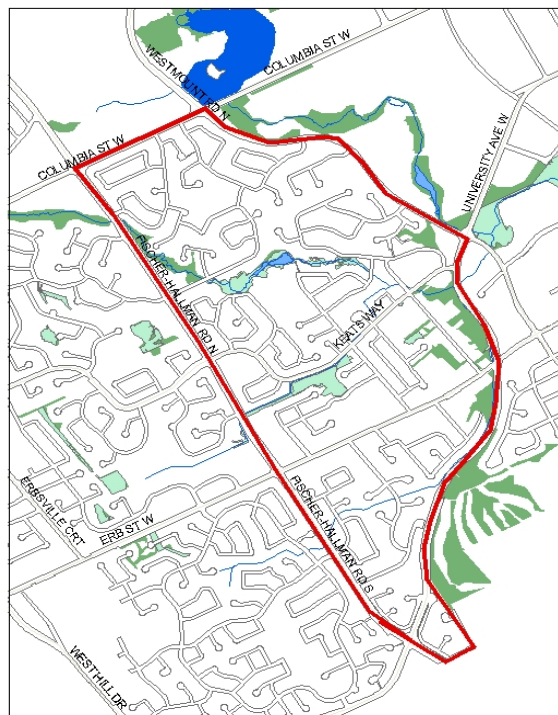 COLUMBIA ST W
WESTMOUNT RD N
COLUMBIA ST W
UNIVERSITY AVE W
FISCHER-HALLMAN RD N
KEATS WAY
ERBSVILLE CRT
ERB ST W
FISCHER-HALLMAN RD S
WESTHILL DR